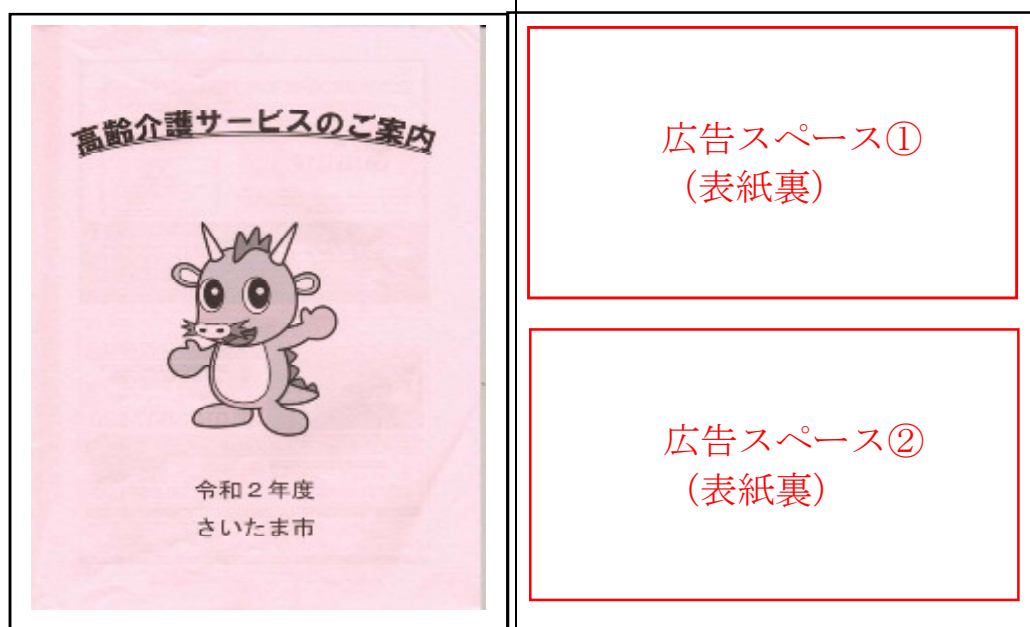 高齢介護サービスのご案内
令和２年度
さいたま市
広告スペース①
（表紙裏）
広告スペース②
（表紙裏）